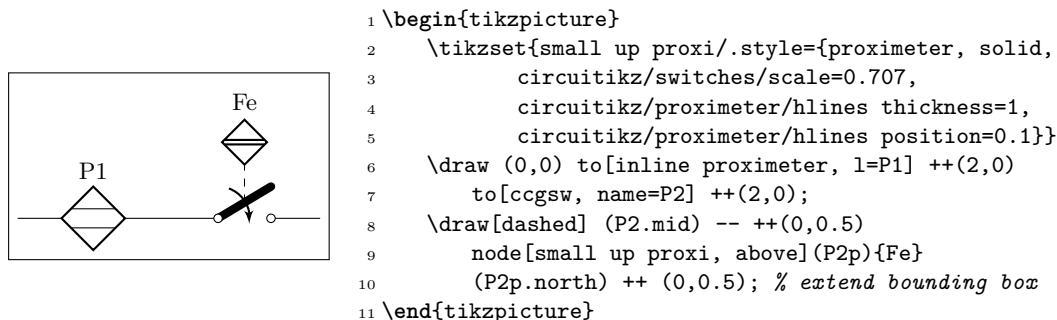 Fe
P1
1 \begin{tikzpicture}
2 \tikzset{small up proxi/.style={proximeter, solid,
3 circuitikz/switches/scale=0.707,
4 circuitikz/proximeter/hlines thickness=1,
5 circuitikz/proximeter/hlines position=0.1}}
6 \draw (0,0) to[inline proximeter, l=P1] ++(2,0)
7 to[ccgsw, name=P2] ++(2,0);
8 \draw[dashed] (P2.mid) -- ++(0,0.5)
9 node[small up proxi, above](P2p){Fe}
10 (P2p.north) ++ (0,0.5); % extend bounding box
11 \end{tikzpicture}